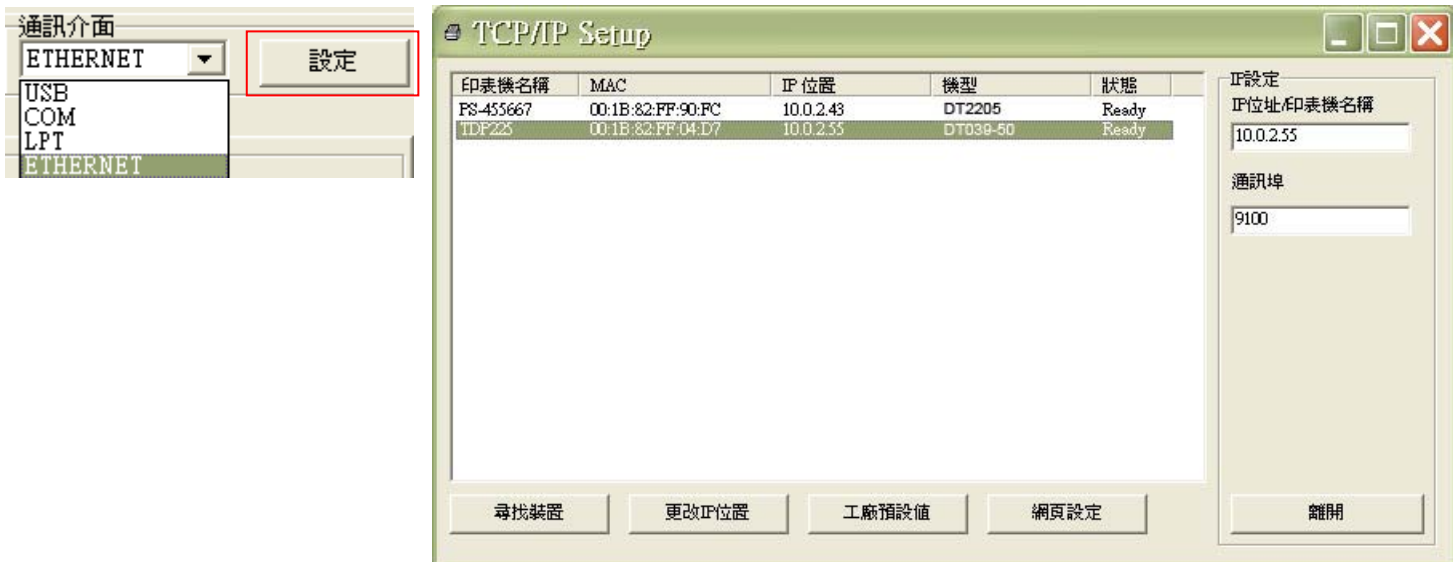 通訊介面
ETHERNET
設定
USB
COM
LPT
ETHERNET
TCP/IP Setup
印表機名稱 MAC IP 位置 機型 狀態
PS-455667 00:1B:82:FF:90:FC 10.0.2.43 DT2205 Ready
TDP225 00:1B:82:FF:04:D7 10.0.2.55 DT039-50 Ready
IP設定
IP位址/印表機名稱
10.0.2.55
通訊埠
9100
尋找裝置 更改IP位置 工廠預設值 網頁設定 離開